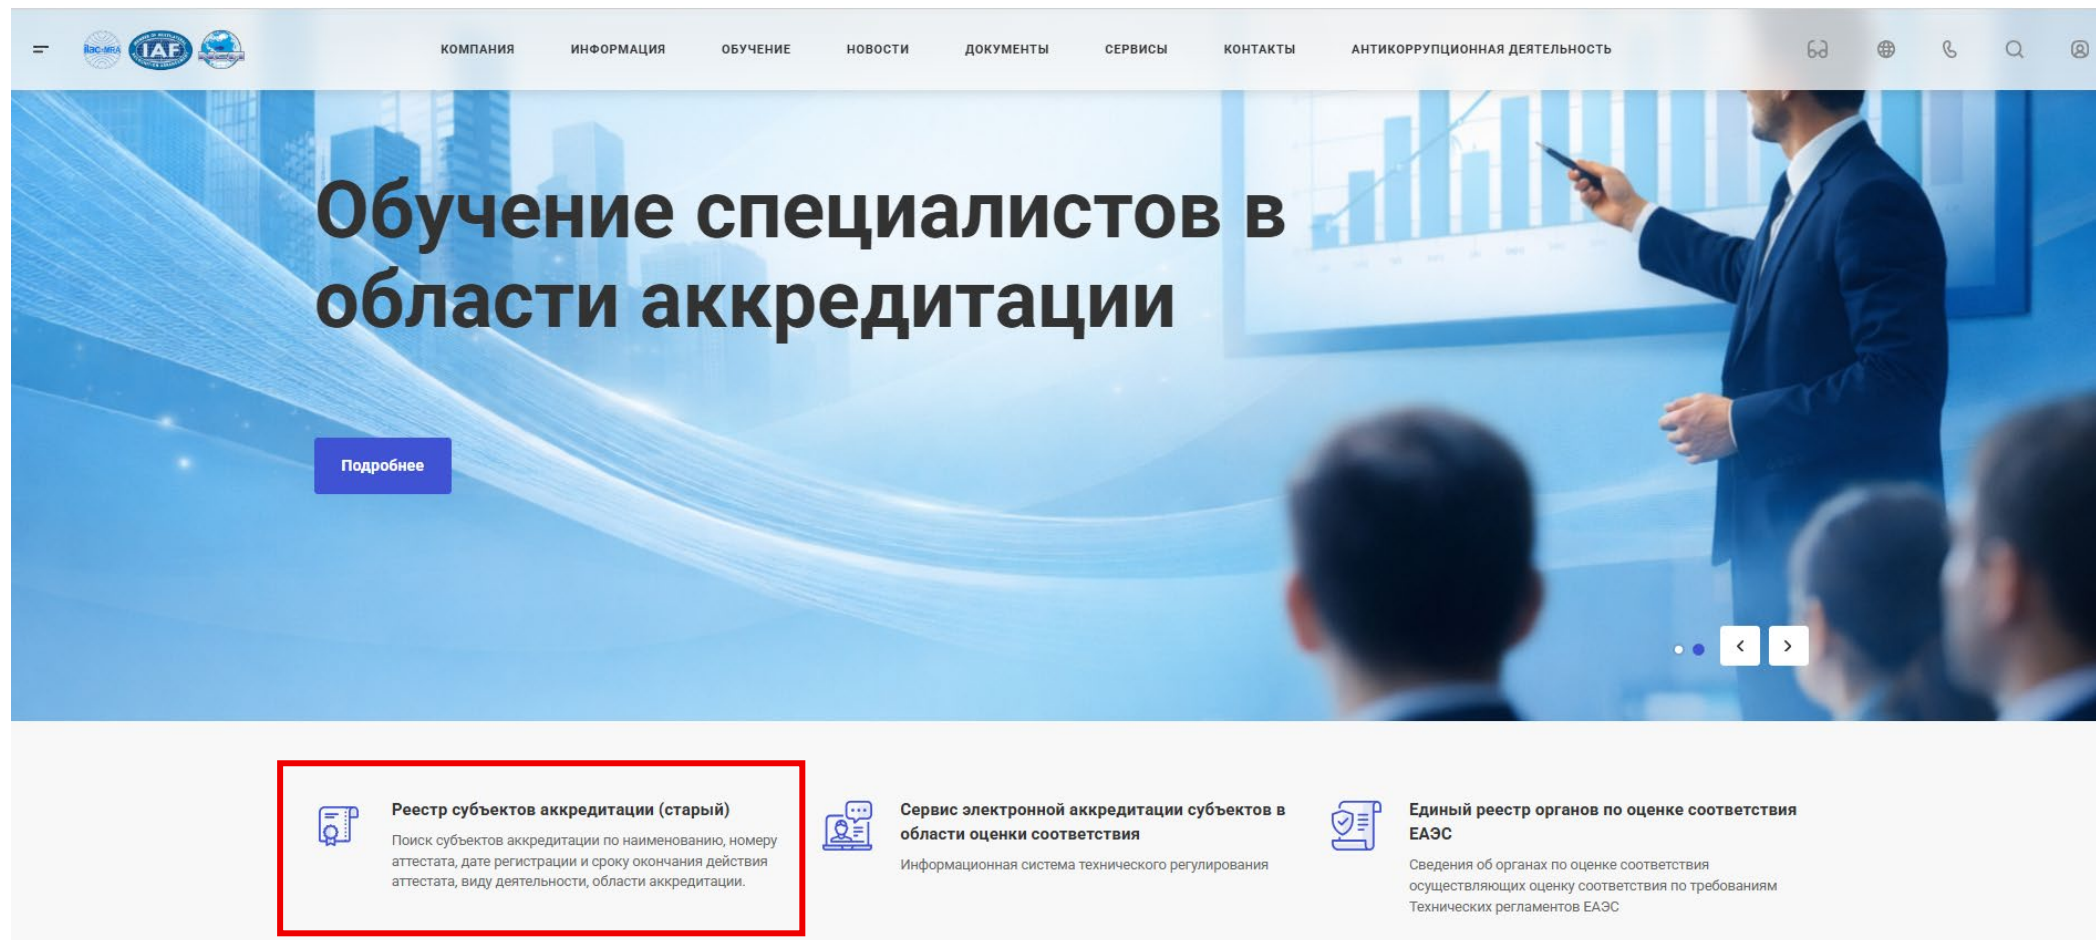 ilac-MRA
IAF
КОМПАНИЯ
ИНФОРМАЦИЯ
ОБУЧЕНИЕ
НОВОСТИ
ДОКУМЕНТЫ
СЕРВИСЫ
КОНТАКТЫ
АНТИКОРРУПЦИОННАЯ ДЕЯТЕЛЬНОСТЬ
Обучение специалистов в
области аккредитации
Подробнее
Реестр субъектов аккредитации (старый)
Поиск субъектов аккредитации по наименованию, номеру
аттестата, дате регистрации и сроку окончания действия
аттестата, виду деятельности, области аккредитации.
Сервис электронной аккредитации субъектов в
области оценки соответствия
Информационная система технического регулирования
Единый реестр органов по оценке соответствия
ЕАЭС
Сведения об органах по оценке соответствия
осуществляющих оценку соответствия по требованиям
Технических регламентов ЕАЭС